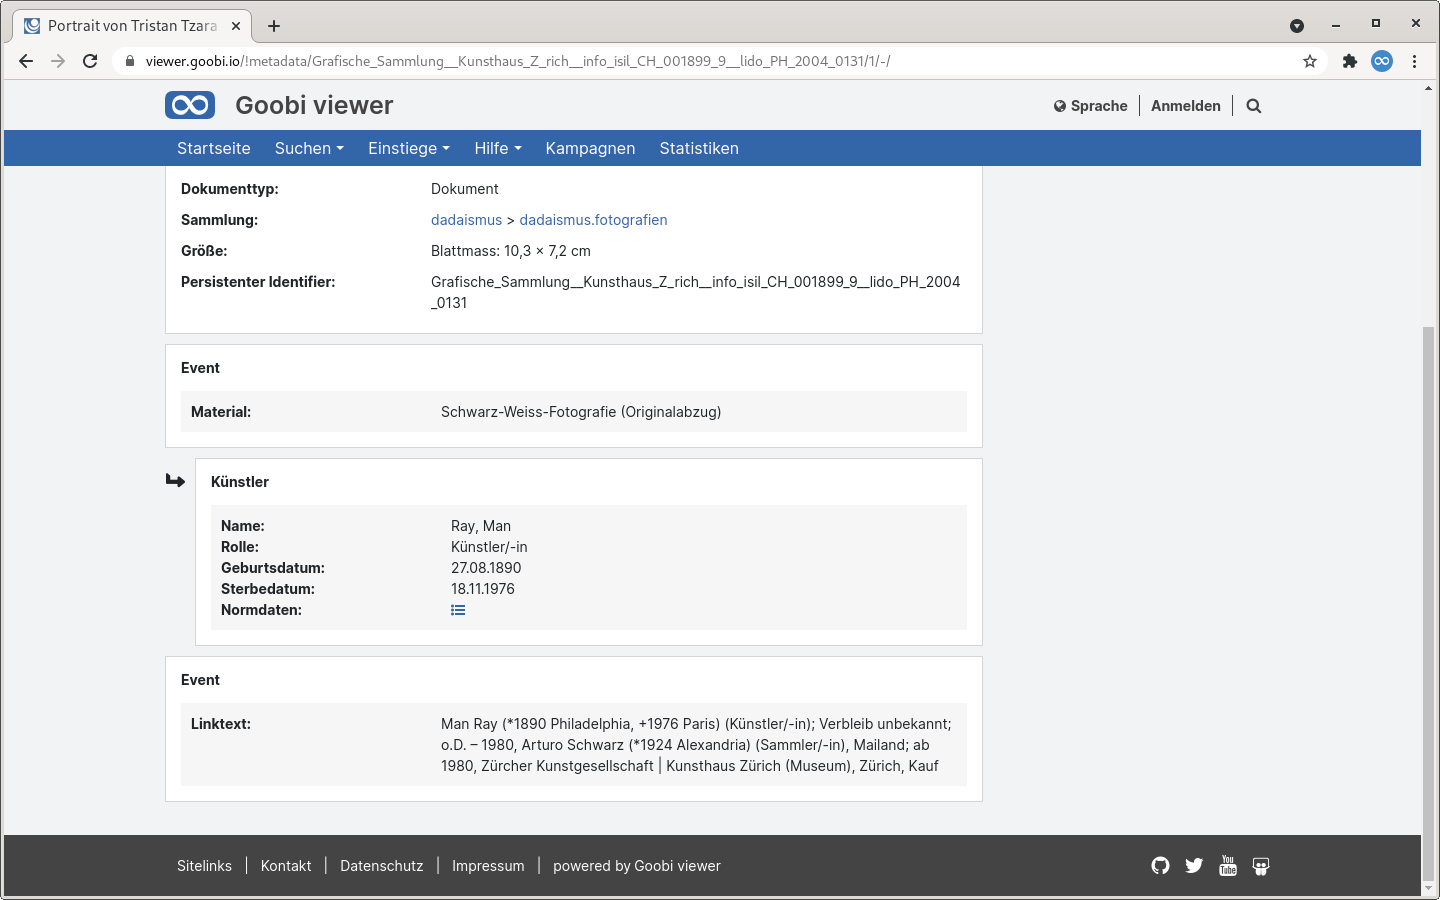 Portrait von Tristan Tzara
viewer.goobi.io/!metadata/Grafische_Sammlung__Kunsthaus_Z_rich__info_isil_CH_001899_9__lido_PH_2004_0131/1/-/
Goobi viewer
Sprache
Anmelden
Startseite Suchen Einstiege Hilfe Kampagnen Statistiken
Dokumenttyp: Dokument
Sammlung: dadaismus > dadaismus.fotografien
Größe: Blattmass: 10,3 × 7,2 cm
Persistenter Identifier: Grafische_Sammlung__Kunsthaus_Z_rich__info_isil_CH_001899_9__lido_PH_2004
_0131
Event
Material: Schwarz-Weiss-Fotografie (Originalabzug)
Künstler
Name: Ray, Man
Rolle: Künstler/-in
Geburtsdatum: 27.08.1890
Sterbedatum: 18.11.1976
Normdaten:
Event
Linktext: Man Ray (*1890 Philadelphia, +1976 Paris) (Künstler/-in); Verbleib unbekannt;
o.D. – 1980, Arturo Schwarz (*1924 Alexandria) (Sammler/-in), Mailand; ab
1980, Zürcher Kunstgesellschaft | Kunsthaus Zürich (Museum), Zürich, Kauf
Sitelinks | Kontakt | Datenschutz | Impressum | powered by Goobi viewer
You
Tube